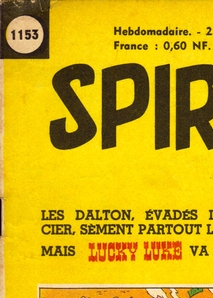 1153
Hebdomadaire. - 2
France : 0,60 NF.
SPIR
LES DALTON, ÉVADÉS
CIER, SÈMENT PARTOUT L
MAIS LUCKY LUKE VA